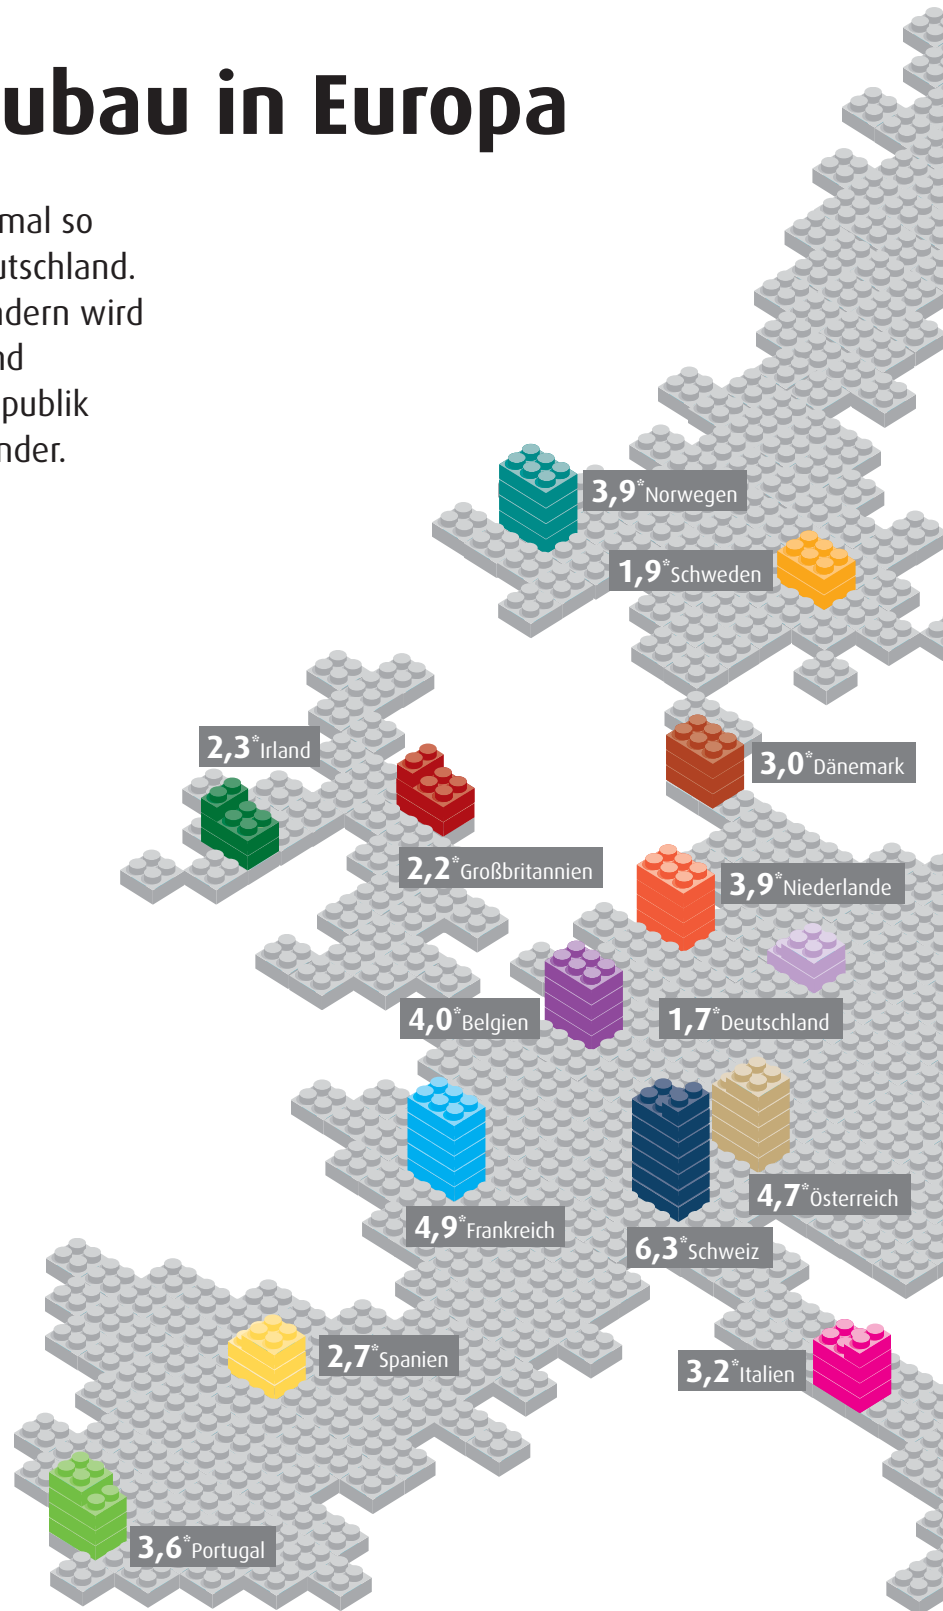 ubau in Europa
mal so
utschland.
ndern wird
nd
publik
nder.
3,9*Norwegen
1,9*Schweden
2,3*Irland
3,0*Dänemark
2,2*Großbritannien
3,9*Niederlande
4,0*Belgien
1,7*Deutschland
4,7*Österreich
4,9*Frankreich
6,3*Schweiz
2,7*Spanien
3,2*Italien
3,6*Portugal